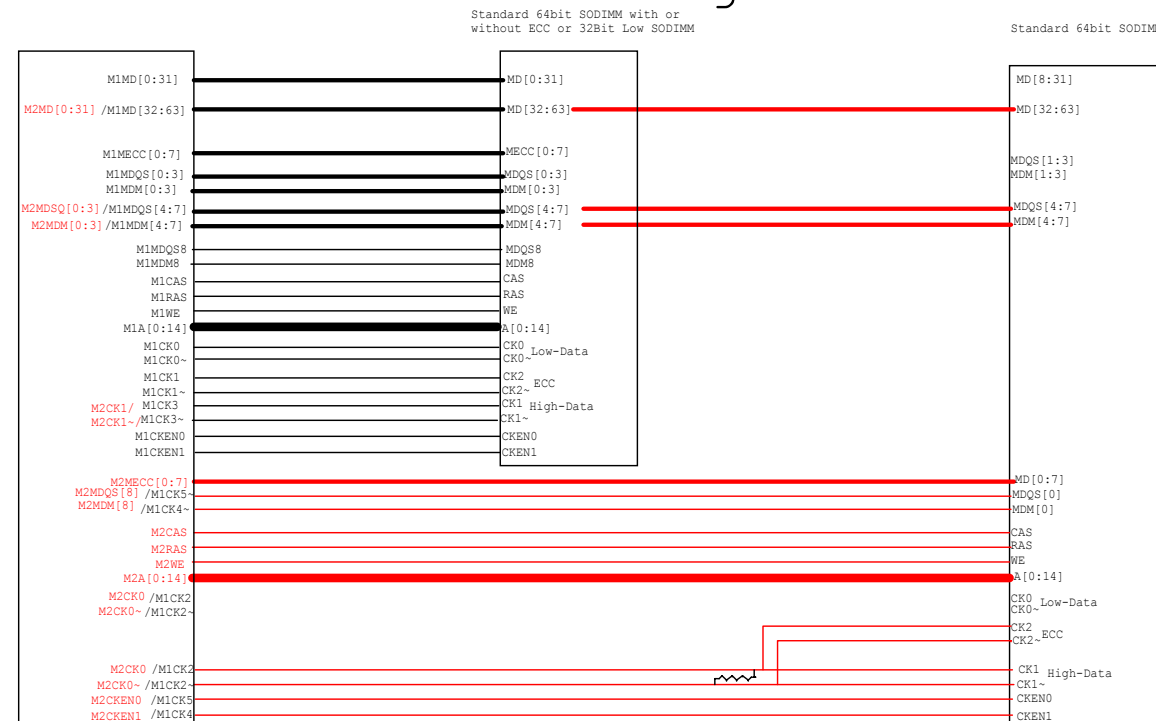 Standard 64bit SODIMM with or
without ECC or 32Bit Low SODIMM
Standard 64bit SODIM
M1MD[0:31]
MD[0:31]
MD[8:31]
M2MD[0:31] /M1MD[32:63]
MD[32:63]
MD[32:63]
M1MECC[0:7]
MECC[0:7]
M1MDQS[0:3]
MDQS[0:3]
MDQS[1:3]
M1MDM[0:3]
MDM[0:3]
MDM[1:3]
M2MDSQ[0:3]/M1MDQS[4:7]
MDQS[4:7]
MDQS[4:7]
M2MDM[0:3]/M1MDM[4:7]
MDM[4:7]
MDM[4:7]
M1MDQS8
MDQS8
M1MDM8
MDM8
M1CAS
CAS
M1RAS
RAS
M1WE
WE
M1A[0:14]
A[0:14]
M1CK0
CK0
Low-Data
M1CK0~
CK0~
M1CK1
CK2
ECC
M1CK1~
CK2~
M2CK1/ M1CK3
CK1
High-Data
M2CK1~/M1CK3~
CK1~
M1CKEN0
CKEN0
M1CKEN1
CKEN1
M2MECC[0:7]
MD[0:7]
M2MDQS[8] /M1CK5~
MDQS[0]
M2MDM[8] /M1CK4~
MDM[0]
M2CAS
CAS
M2RAS
RAS
M2WE
WE
M2A[0:14]
A[0:14]
M2CK0 /M1CK2
CK0
Low-Data
M2CK0~ /M1CK2~
CK0~
CK2
ECC
CK2~
M2CK0 /M1CK2
CK1
High-Data
M2CK0~ /M1CK2~
CK1~
M2CKEN0 /M1CK5
CKEN0
M2CKEN1 /M1CK4
CKEN1